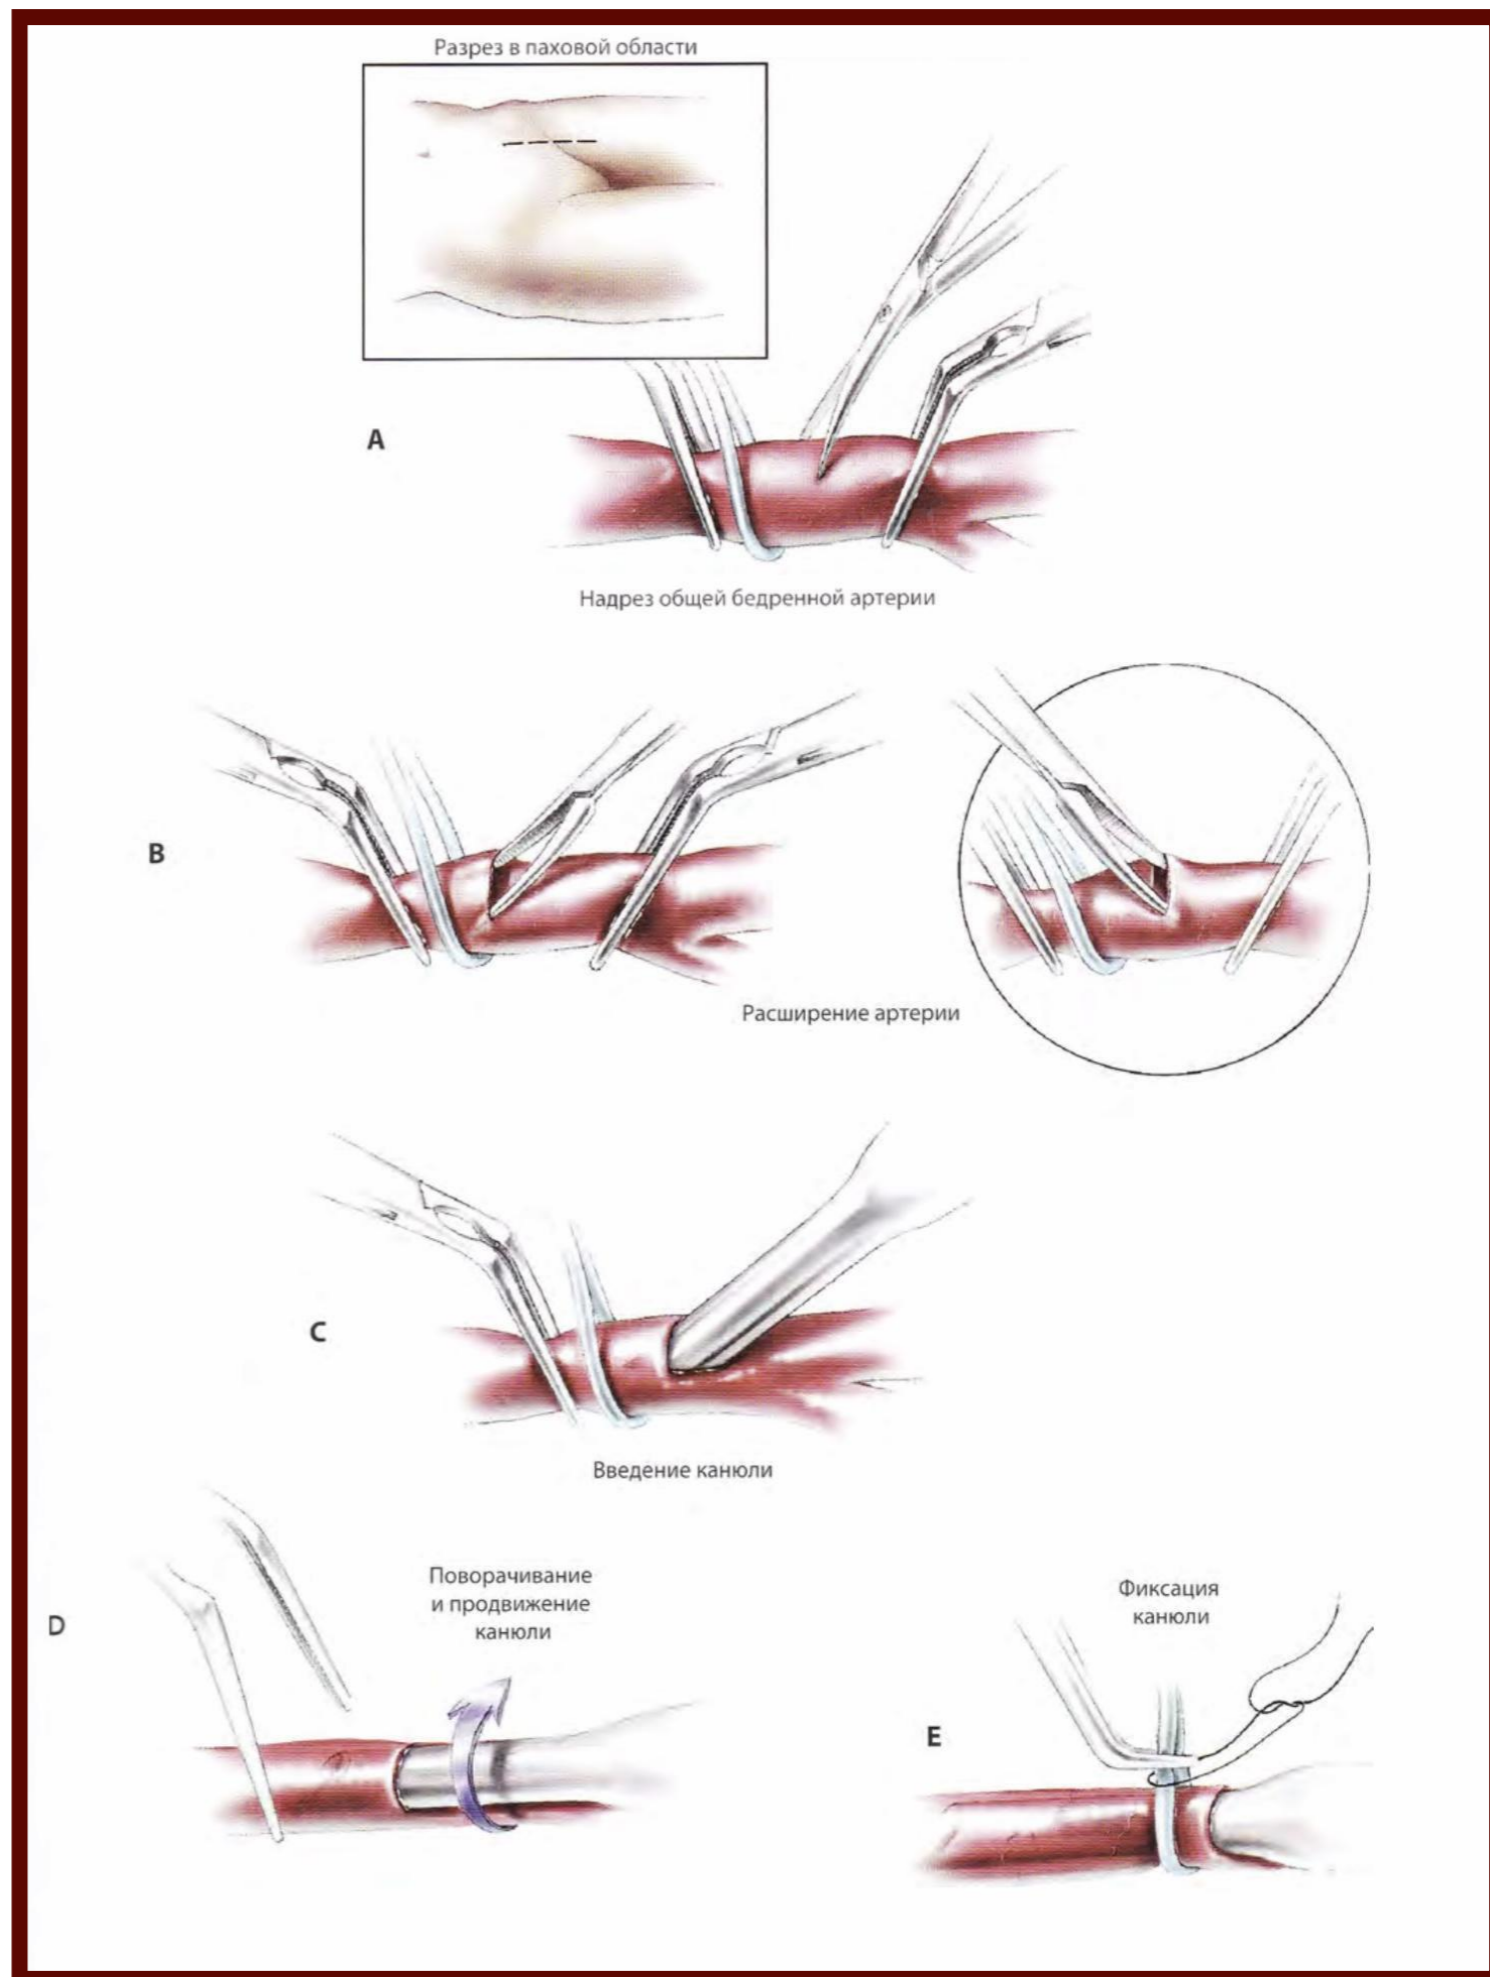 Разрез в паховой области
A
Надрез общей бедренной артерии
B
Расширение артерии
C
Введение канюли
D
Поворачивание
и продвижение
канюли
Фиксация
канюли
E